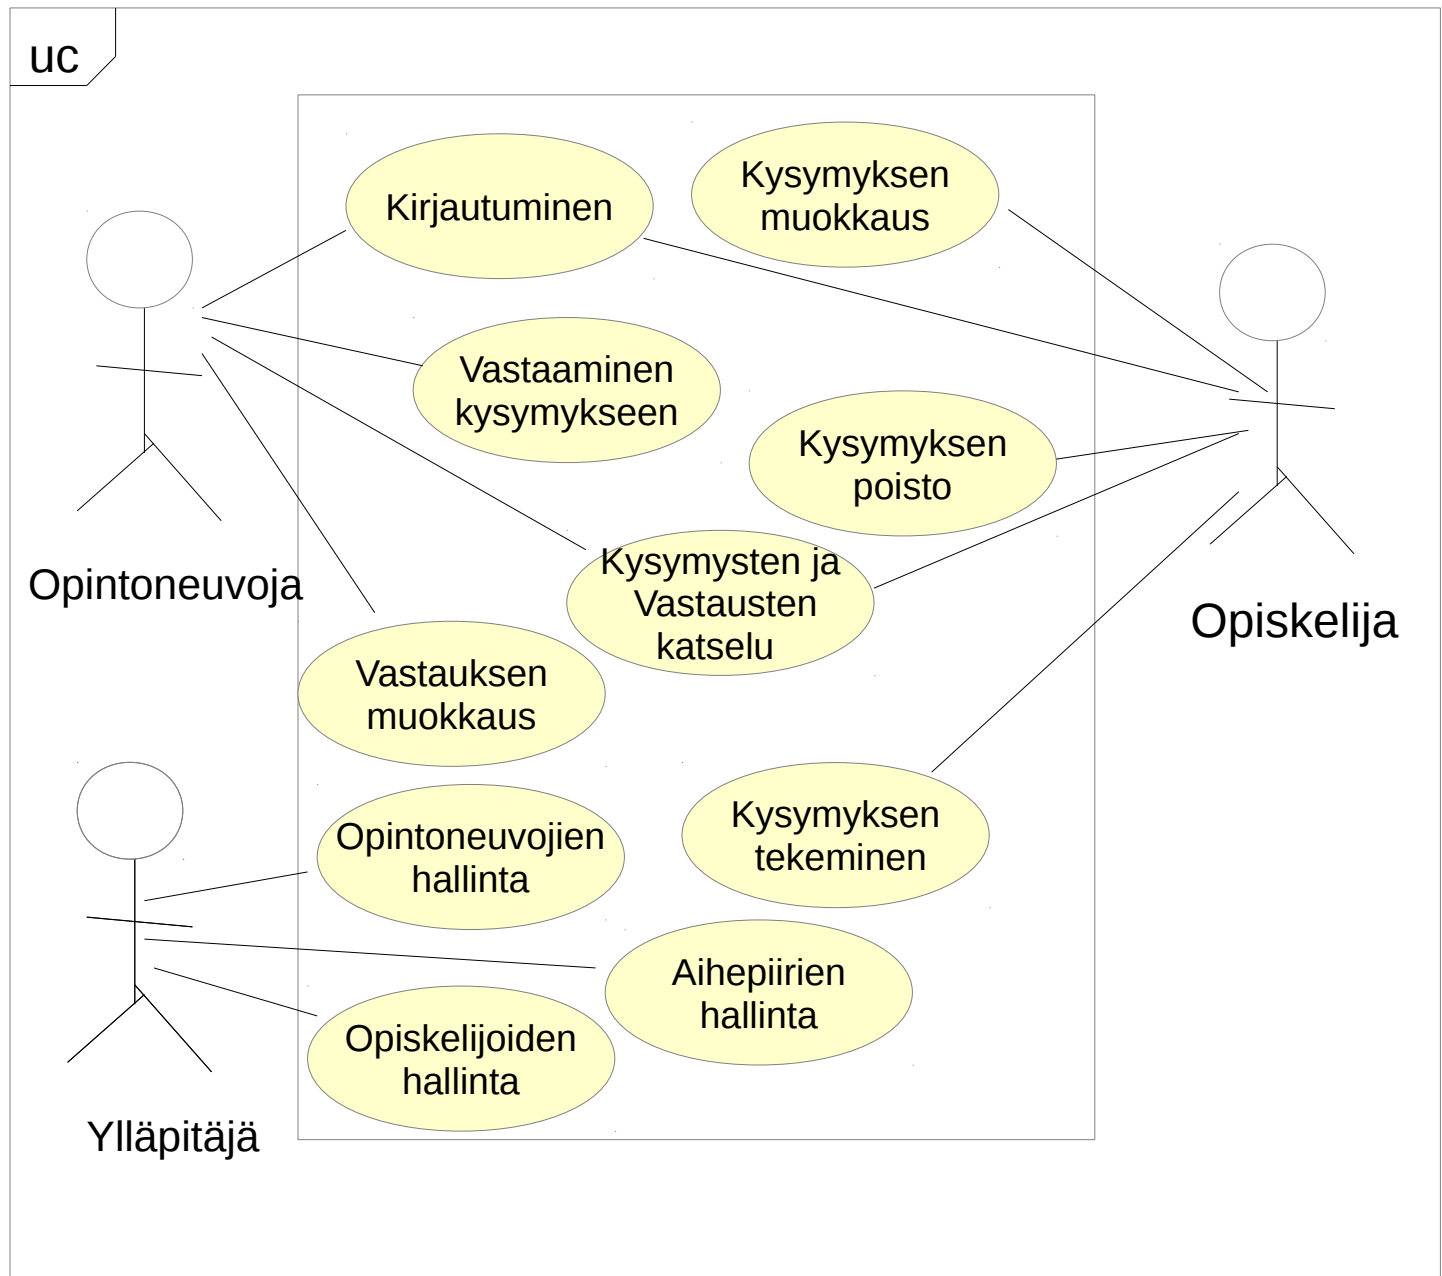 uc
Kirjautuminen
Kysymyksen
muokkaus
Vastaaminen
kysymykseen
Kysymyksen
poisto
Kysymysten ja
Vastausten
katselu
Opintoneuvoja
Opiskelija
Vastauksen
muokkaus
Opintoneuvojien
hallinta
Kysymyksen
tekeminen
Aihepiirien
hallinta
Opiskelijoiden
hallinta
Ylläpitäjä